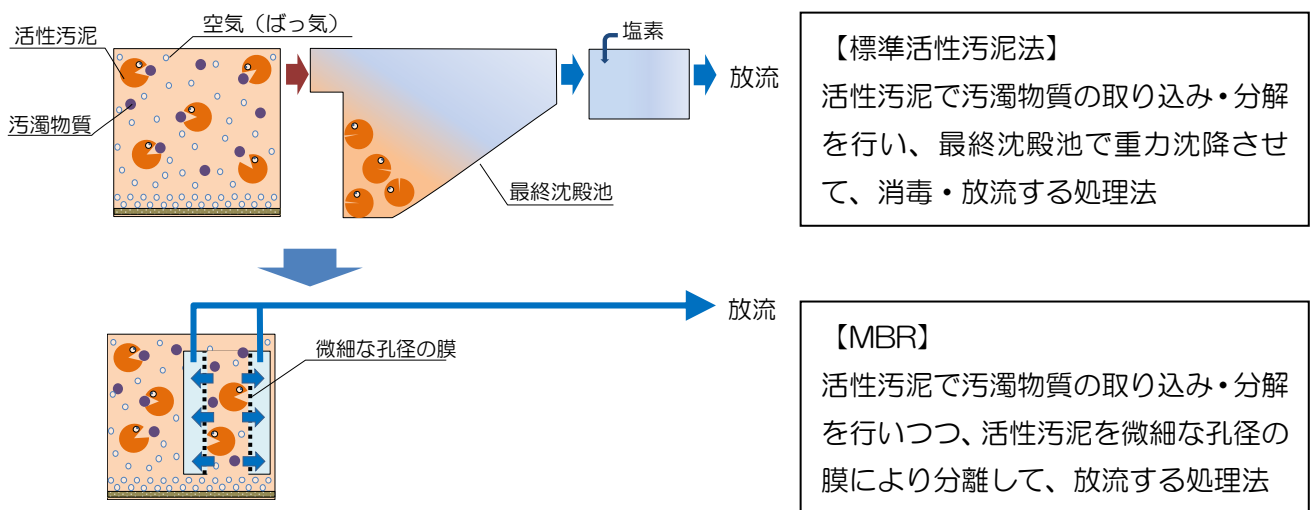 活性汚泥
空気（ばっ気）
汚濁物質
最終沈殿池
塩素
放流
【標準活性汚泥法】
活性汚泥で汚濁物質の取り込み・分解
を行い、最終沈殿池で重力沈降させ
て、消毒・放流する処理法
放流
微細な孔径の膜
【MBR】
活性汚泥で汚濁物質の取り込み・分解
を行いつつ、活性汚泥を微細な孔径の
膜により分離して、放流する処理法